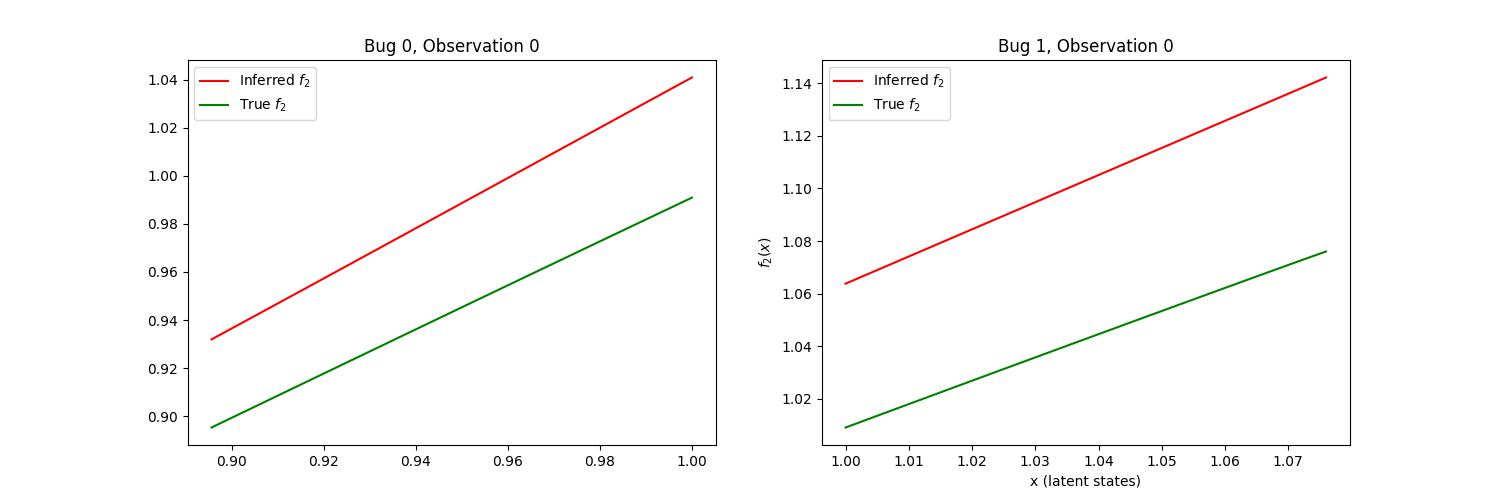 Bug 0, Observation 0
Inferred f₂
True f₂
1.04
1.02
1.00
0.98
0.96
0.94
0.92
0.90
0.90 0.92 0.94 0.96 0.98 1.00
Bug 1, Observation 0
Inferred f₂
True f₂
f₂(x)
1.14
1.12
1.10
1.08
1.06
1.04
1.02
1.00 1.01 1.02 1.03 1.04 1.05 1.06 1.07
x (latent states)